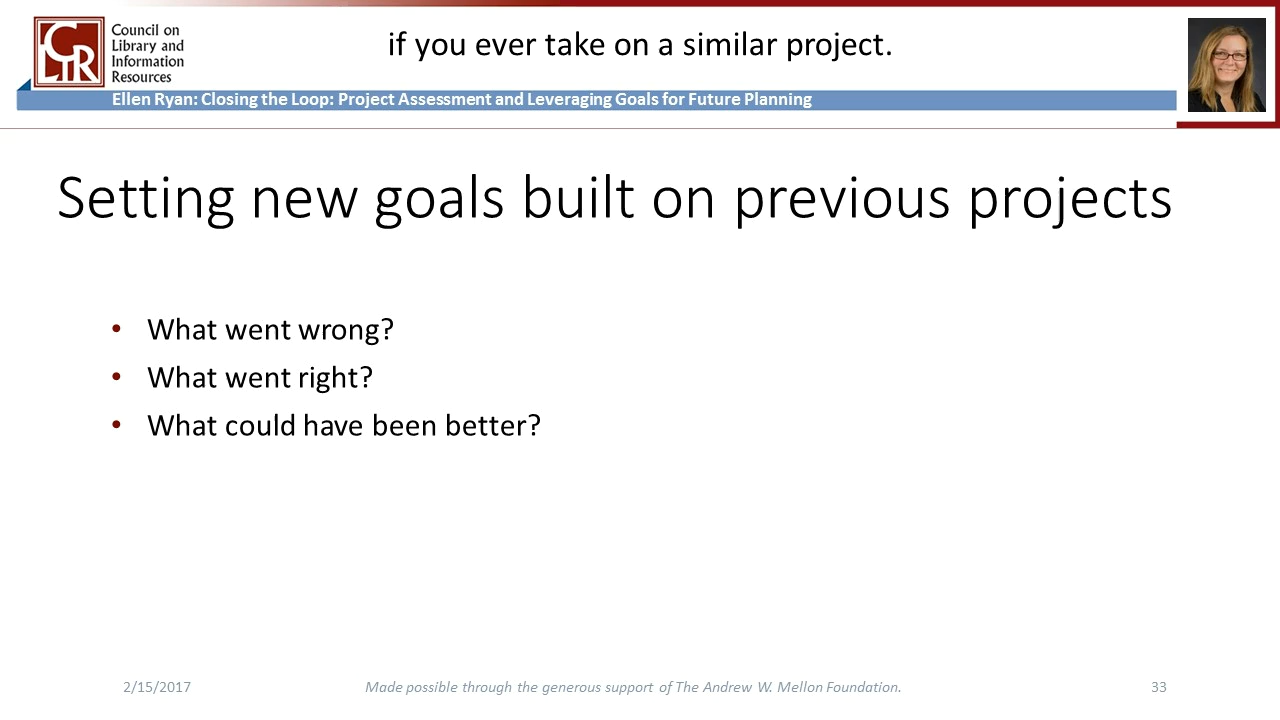 CLIR
Council on
Library and
Information
Resources
if you ever take on a similar project.
Ellen Ryan: Closing the Loop: Project Assessment and Leveraging Goals for Future Planning
Setting new goals built on previous projects
• What went wrong?
• What went right?
• What could have been better?
2/15/2017
Made possible through the generous support of The Andrew W. Mellon Foundation.
33